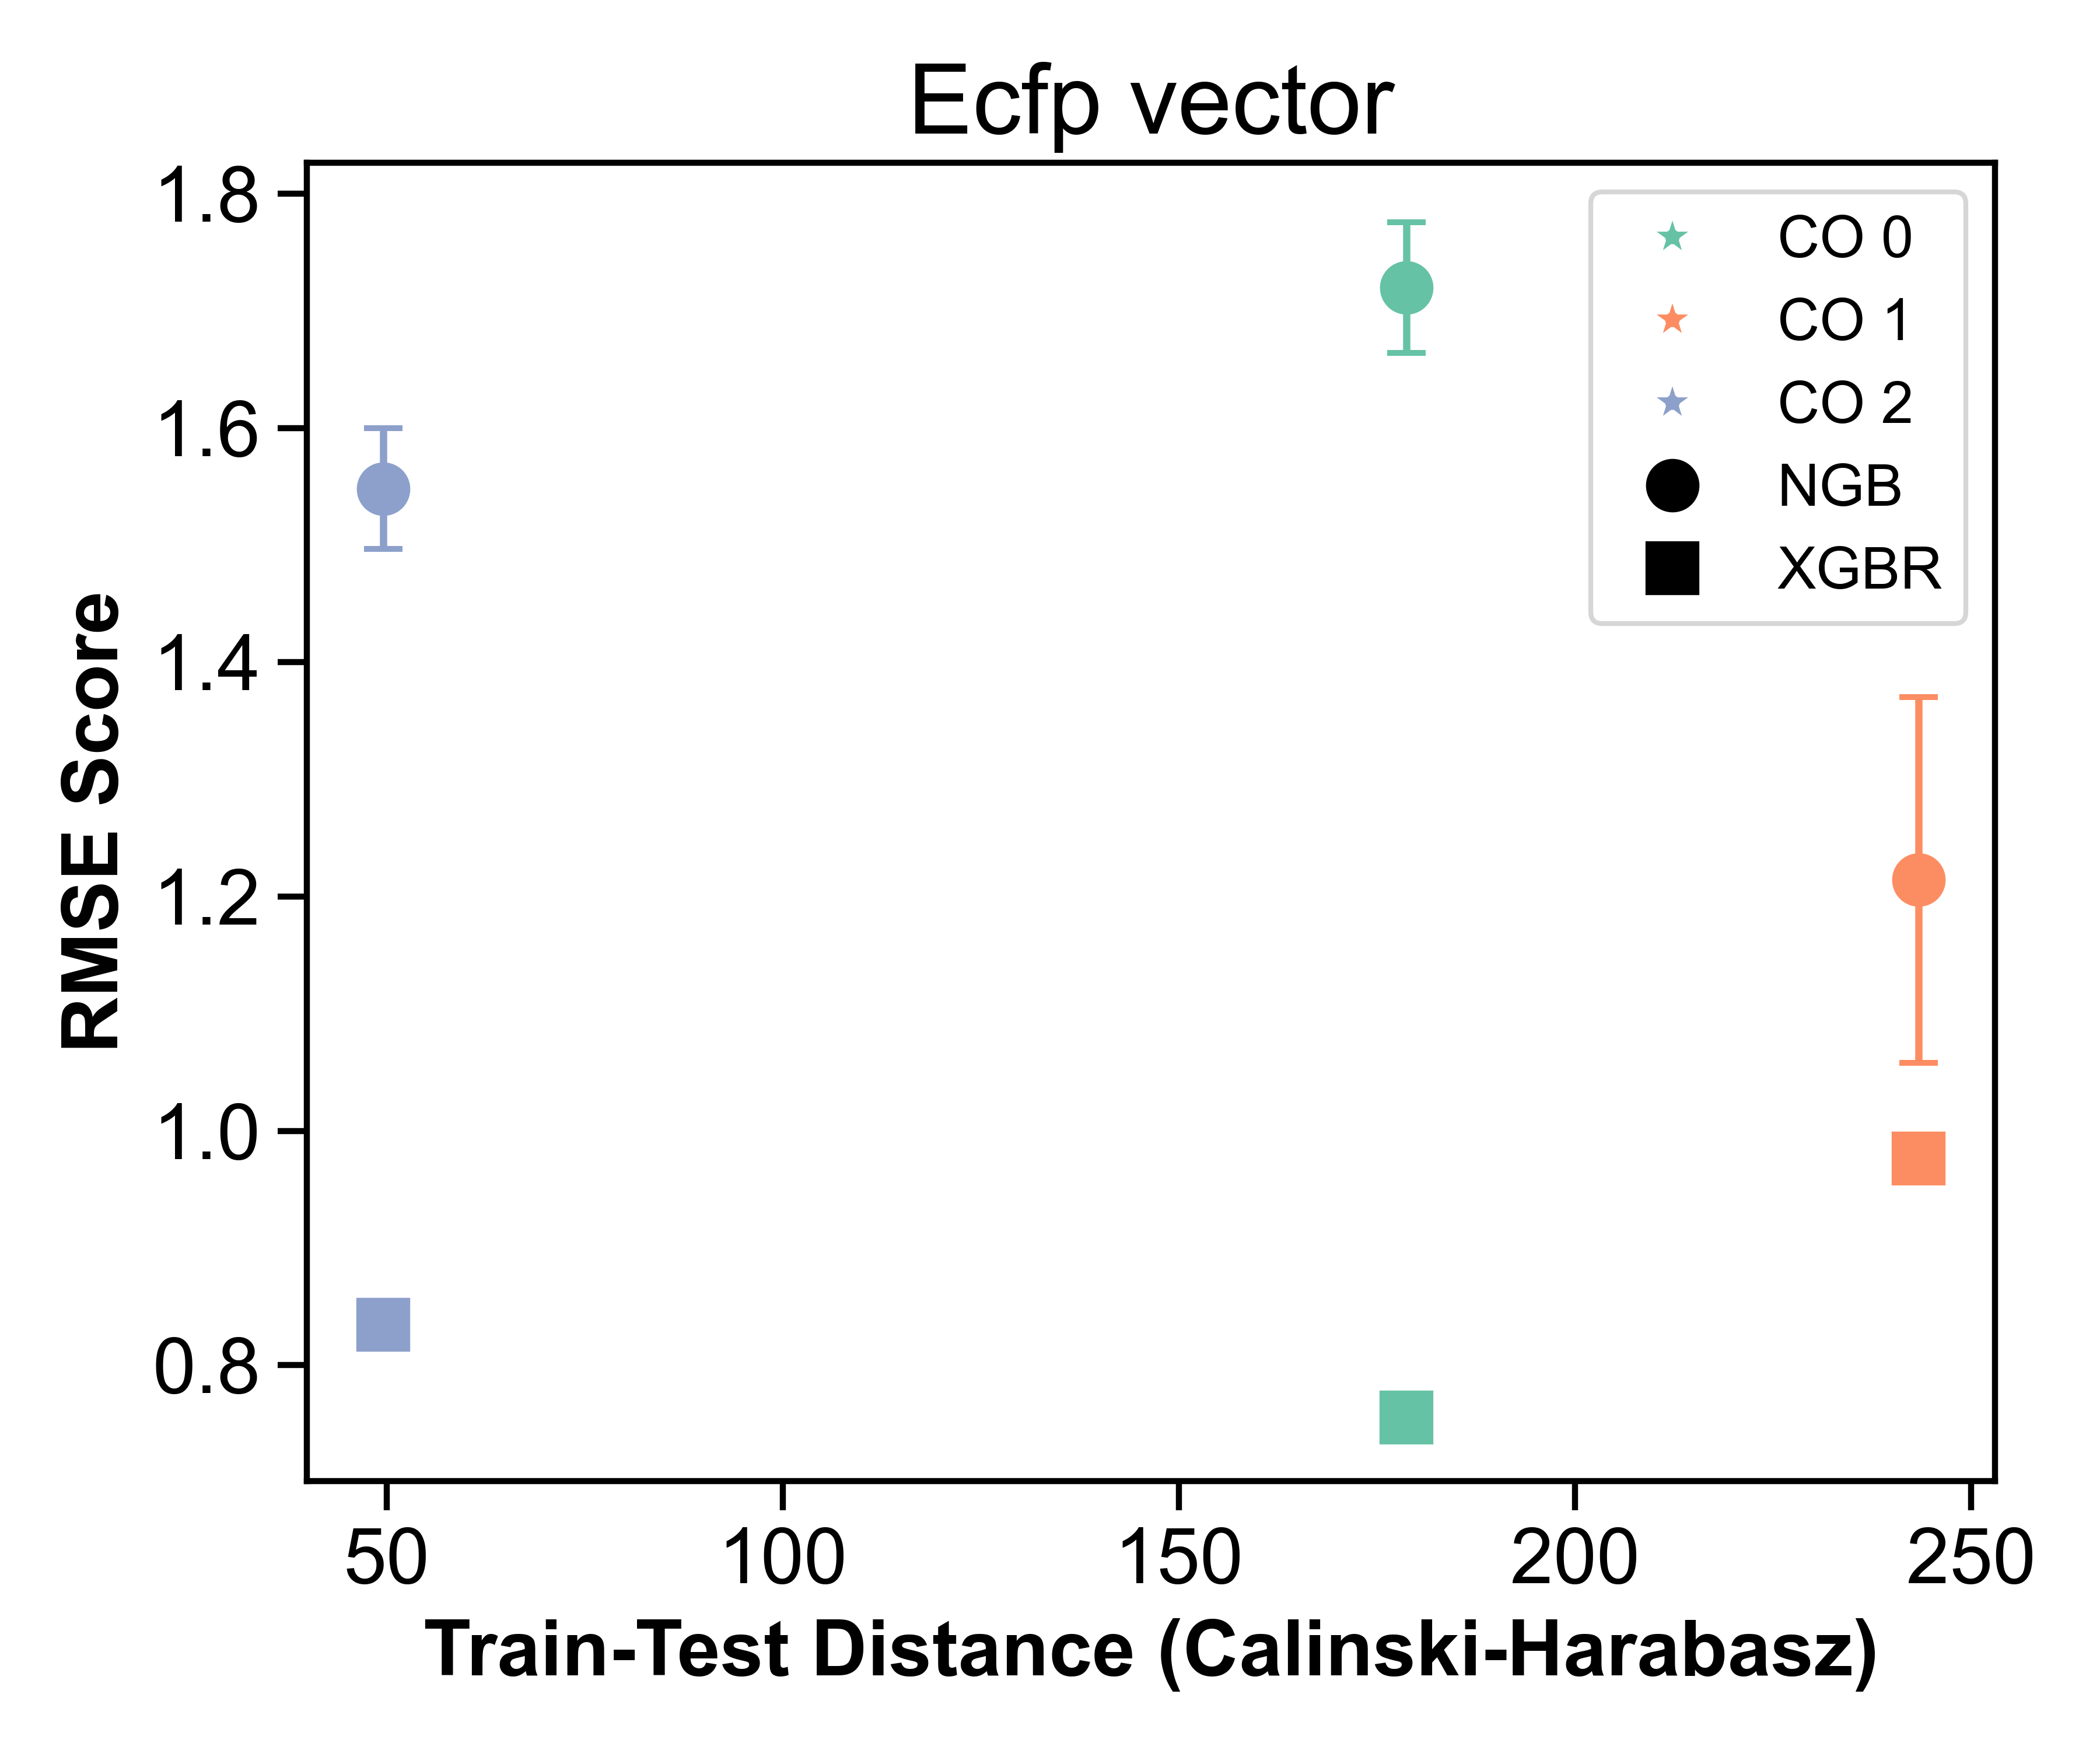 Ecfp vector
1.8
1.6
1.4
1.2
1.0
0.8
RMSE Score
CO 0
CO 1
CO 2
NGB
XGBR
50 100 150 200 250
Train-Test Distance (Calinski-Harabasz)